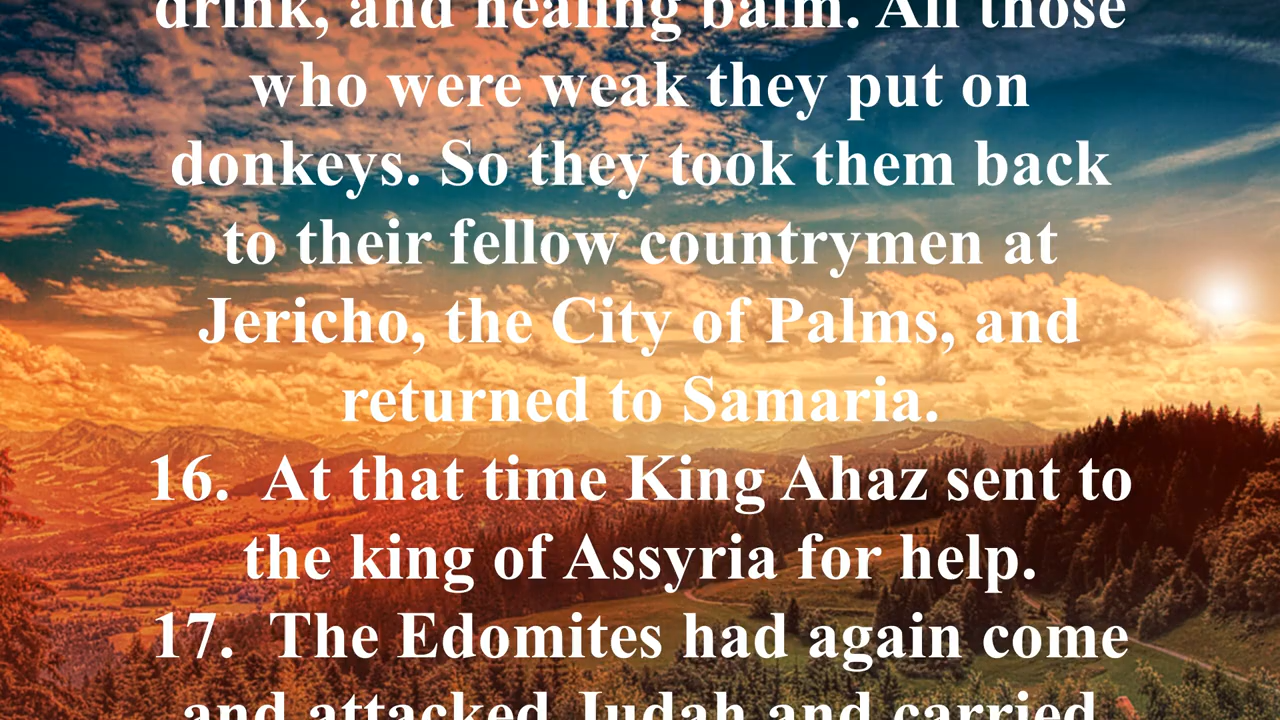 drink, and healing balm. All those
who were weak they put on
donkeys. So they took them back
to their fellow countrymen at
Jericho, the City of Palms, and
returned to Samaria.
16.  At that time King Ahaz sent to
the king of Assyria for help.
17.  The Edomites had again come
and attacked Judah and carried